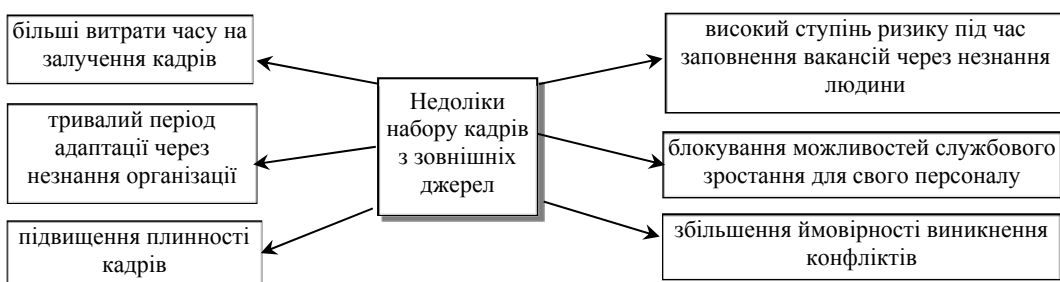 більші витрати часу на
залучення кадрів
тривалий період
адаптації через
незнання організації
підвищення плинності
кадрів
Недоліки
набору кадрів
з зовнішніх
джерел
високий ступінь ризику під час
заповнення вакансій через незнання
людини
блокування можливостей службового
зростання для свого персоналу
збільшення ймовірності виникнення
конфліктів